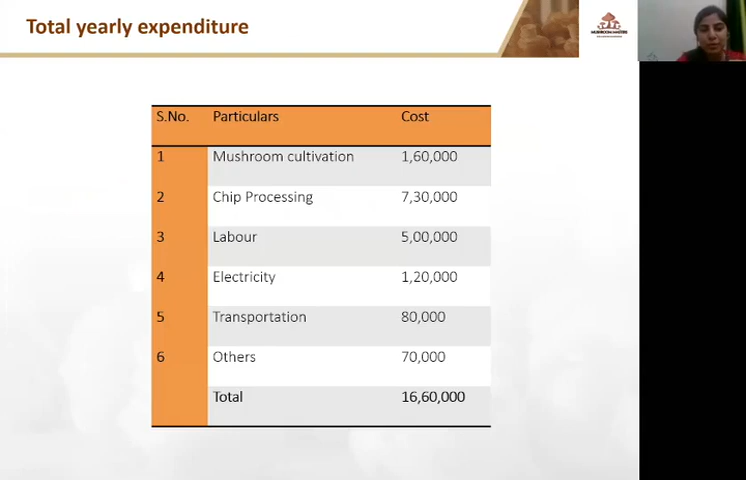 Total yearly expenditure
MUSHROOM MASTERS
S.No. Particulars Cost
1 Mushroom cultivation 1,60,000
2 Chip Processing 7,30,000
3 Labour 5,00,000
4 Electricity 1,20,000
5 Transportation 80,000
6 Others 70,000
Total 16,60,000